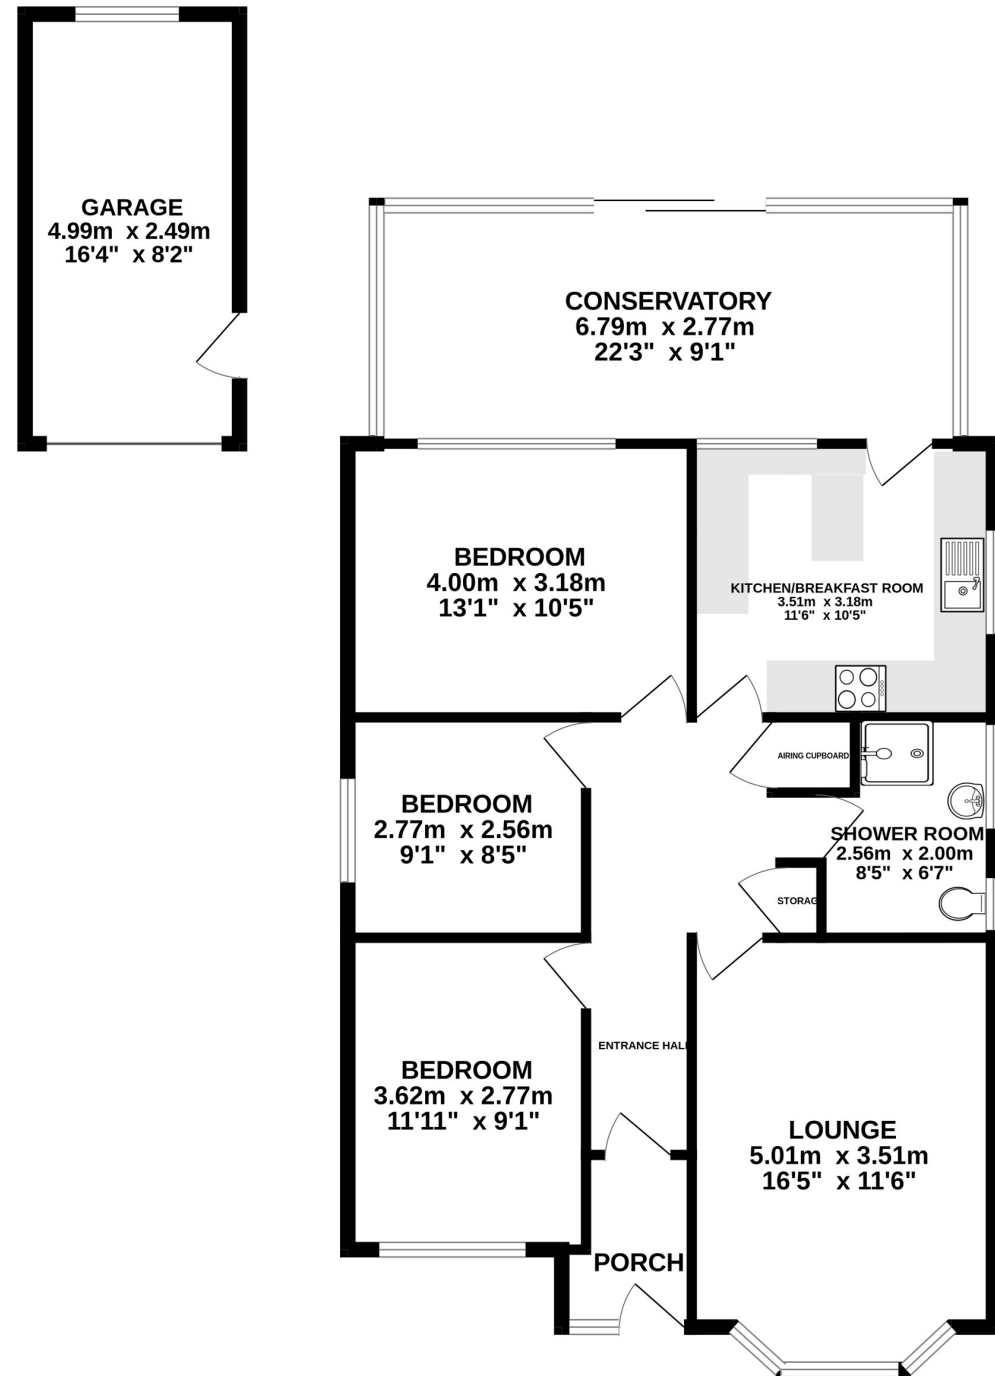 GARAGE
4.99m x 2.49m
16'4" x 8'2"
CONSERVATORY
6.79m x 2.77m
22'3" x 9'1"
BEDROOM
4.00m x 3.18m
13'1" x 10'5"
KITCHEN/BREAKFAST ROOM
3.51m x 3.18m
11'6" x 10'5"
AIRING CUPBOARD
BEDROOM
2.77m x 2.56m
9'1" x 8'5"
SHOWER ROOM
2.56m x 2.00m
8'5" x 6'7"
STORAG
ENTRANCE HALL
BEDROOM
3.62m x 2.77m
11'11" x 9'1"
LOUNGE
5.01m x 3.51m
16'5" x 11'6"
PORCH